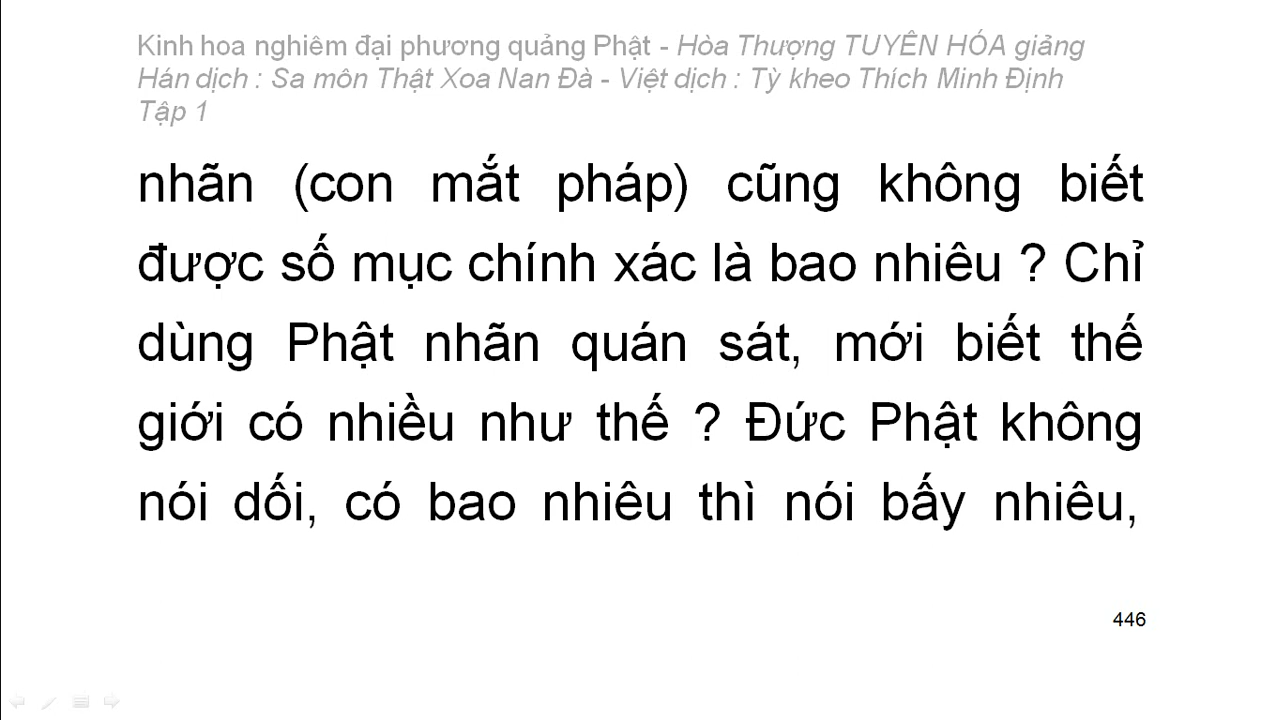 Kinh hoa nghiêm đại phương quảng Phật - Hòa Thượng TUYÊN HÓA giảng
Hán dịch : Sa môn Thật Xoa Nan Đà - Việt dịch : Tỳ kheo Thích Minh Định
Tập 1
nhãn (con mắt pháp) cũng không biết
được số mục chính xác là bao nhiêu ? Chỉ
dùng Phật nhãn quán sát, mới biết thế
giới có nhiều như thế ? Đức Phật không
nói dối, có bao nhiêu thì nói bấy nhiêu,
446